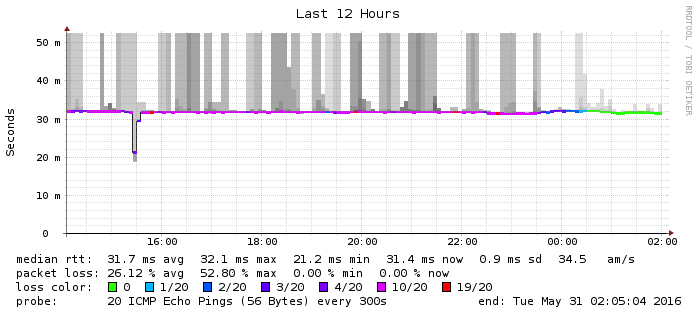 Last 12 Hours
RRDTOOL / TOBI OETIKER
Seconds
50 m
40 m
30 m
20 m
10 m
0
16:00 18:00 20:00 22:00 00:00 02:00
median rtt: 31.7 ms avg 32.1 ms max 21.2 ms min 31.4 ms now 0.9 ms sd 34.5 am/s
packet loss: 26.12 % avg 52.80 % max 0.00 % min 0.00 % now
loss color: 0 1/20 2/20 3/20 4/20 10/20 19/20
probe: 20 ICMP Echo Pings (56 Bytes) every 300s end: Tue May 31 02:05:04 2016